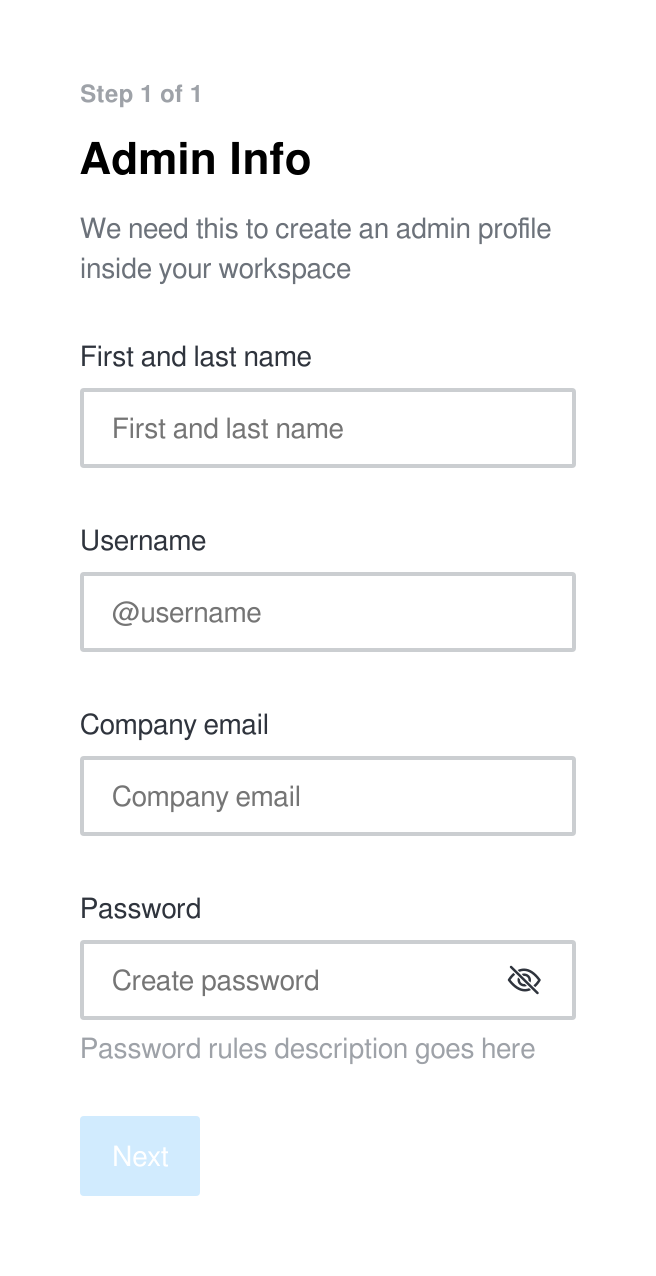 Step 1 of 1
Admin Info
We need this to create an admin profile
inside your workspace
First and last name
First and last name
Username
@username
Company email
Company email
Password
Create password
Password rules description goes here
Next